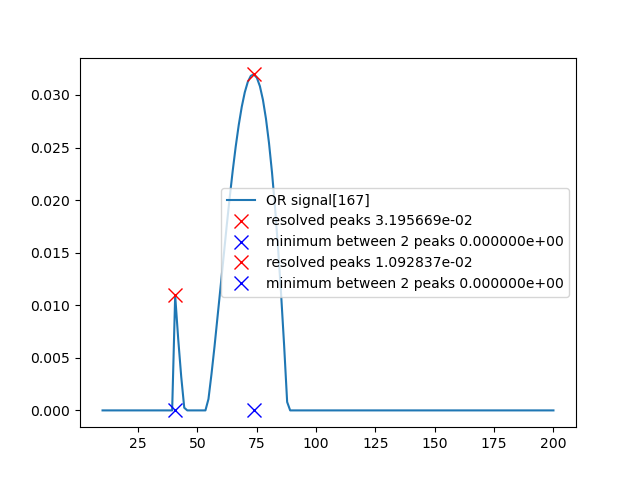 0.030
0.025
0.020
0.015
0.010
0.005
0.000
OR signal[167]
resolved peaks 3.195669e-02
minimum between 2 peaks 0.000000e+00
resolved peaks 1.092837e-02
minimum between 2 peaks 0.000000e+00
25 50 75 100 125 150 175 200